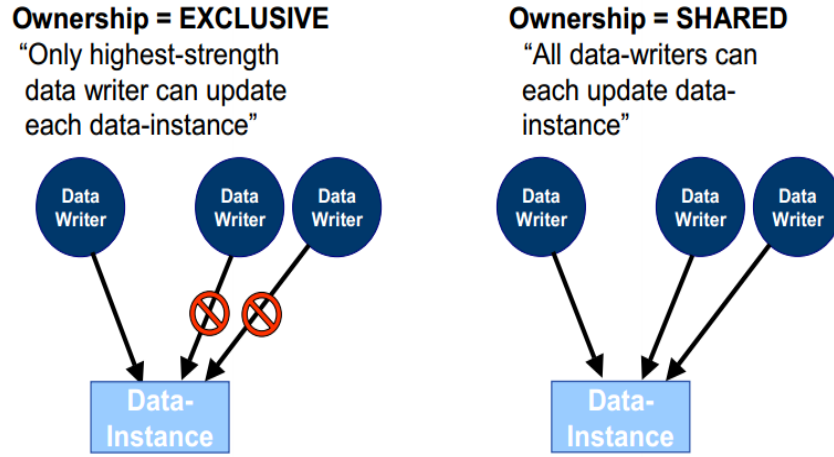 Ownership = EXCLUSIVE
“Only highest-strength
data writer can update
each data-instance”
Data
Writer
Data
Writer
Data
Writer
Data-
Instance
Ownership = SHARED
“All data-writers can
each update data-
instance”
Data
Writer
Data
Writer
Data
Writer
Data-
Instance